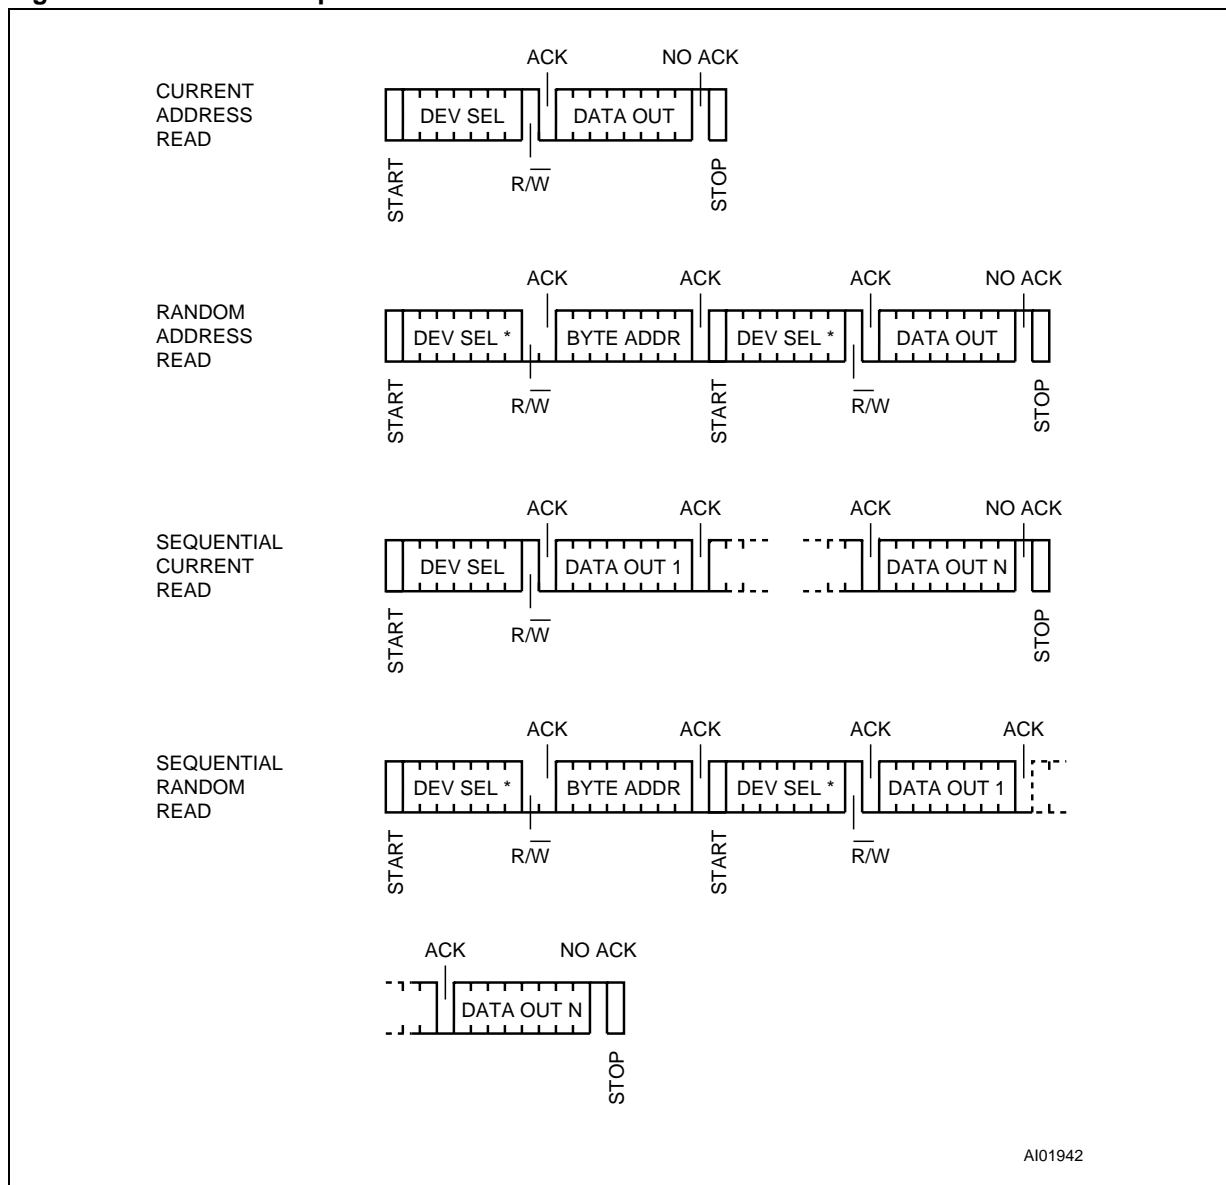 ACK NO ACK
CURRENT
ADDRESS
READ
DEV SEL DATA OUT
START R/W̅ STOP
ACK ACK ACK NO ACK
RANDOM
ADDRESS
READ
DEV SEL * BYTE ADDR DEV SEL * DATA OUT
START R/W̅ START R̅/W STOP
ACK ACK ACK NO ACK
SEQUENTIAL
CURRENT
READ
DEV SEL DATA OUT 1 DATA OUT N
START R/W̅ STOP
ACK ACK ACK ACK
SEQUENTIAL
RANDOM
READ
DEV SEL * BYTE ADDR DEV SEL * DATA OUT 1
START R/W̅ START R̅/W
ACK NO ACK
DATA OUT N
STOP
AI01942